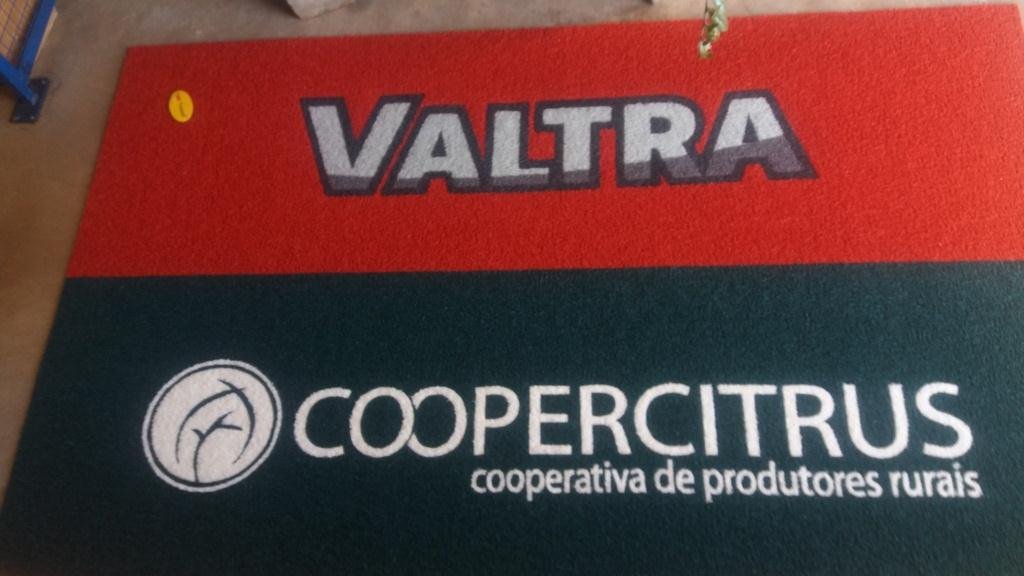 VALTRA
COOPERCITRUS
cooperativa de produtores rurais